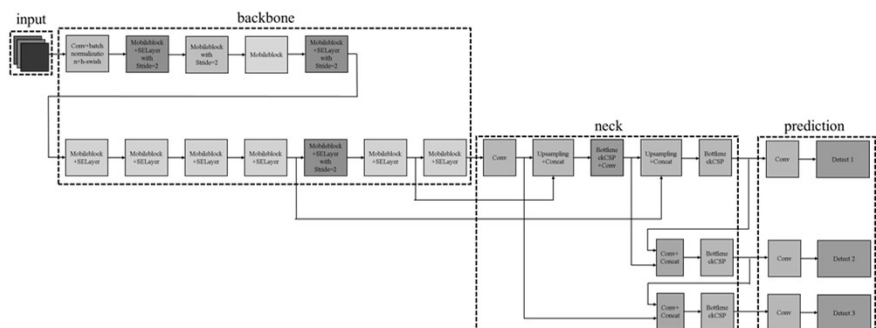 input
backbone
Conv+batch
normalizatio
n+h-swish
Mobileblock
+SELayer
with
Stride=2
Mobileblock
with
Stride=2
Mobileblock
Mobileblock
+SELayer
with
Stride=2
Mobileblock
+SELayer
Mobileblock
+SELayer
Mobileblock
+SELayer
Mobileblock
+SELayer
Mobileblock
+SELayer
with
Stride=2
Mobileblock
+SELayer
Mobileblock
+SELayer
neck
Conv
Upsampling
+Concat
Bottlene
ckCSP
+Conv
Upsampling
+Concat
Bottlene
ckCSP
Conv+
Concat
Bottlene
ckCSP
Conv+
Concat
Bottlene
ckCSP
prediction
Conv
Detect 1
Conv
Detect 2
Conv
Detect 3